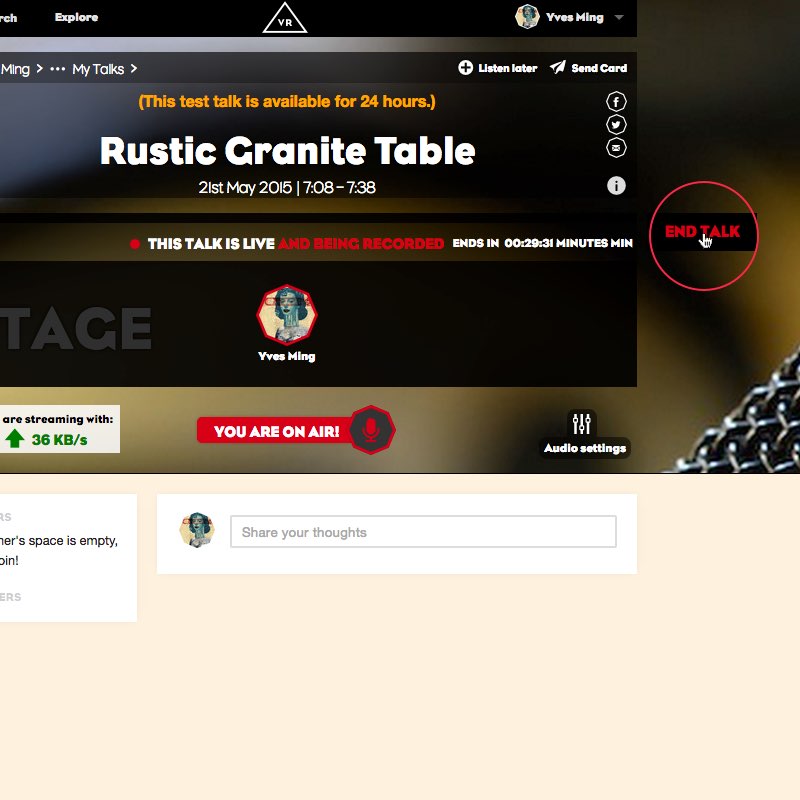 rch
Explore
VR
Yves Ming
Ming > ••• My Talks >
Listen later
Send Card
(This test talk is available for 24 hours.)
Rustic Granite Table
21st May 2015 | 7:08 – 7:38
THIS TALK IS LIVE AND BEING RECORDED ENDS IN 00:29:31 MINUTES MIN
END TALK
TAGE
Yves Ming
are streaming with:
36 KB/s
YOU ARE ON AIR!
Audio settings
RS
ner's space is empty,
oin!
ERS
Share your thoughts